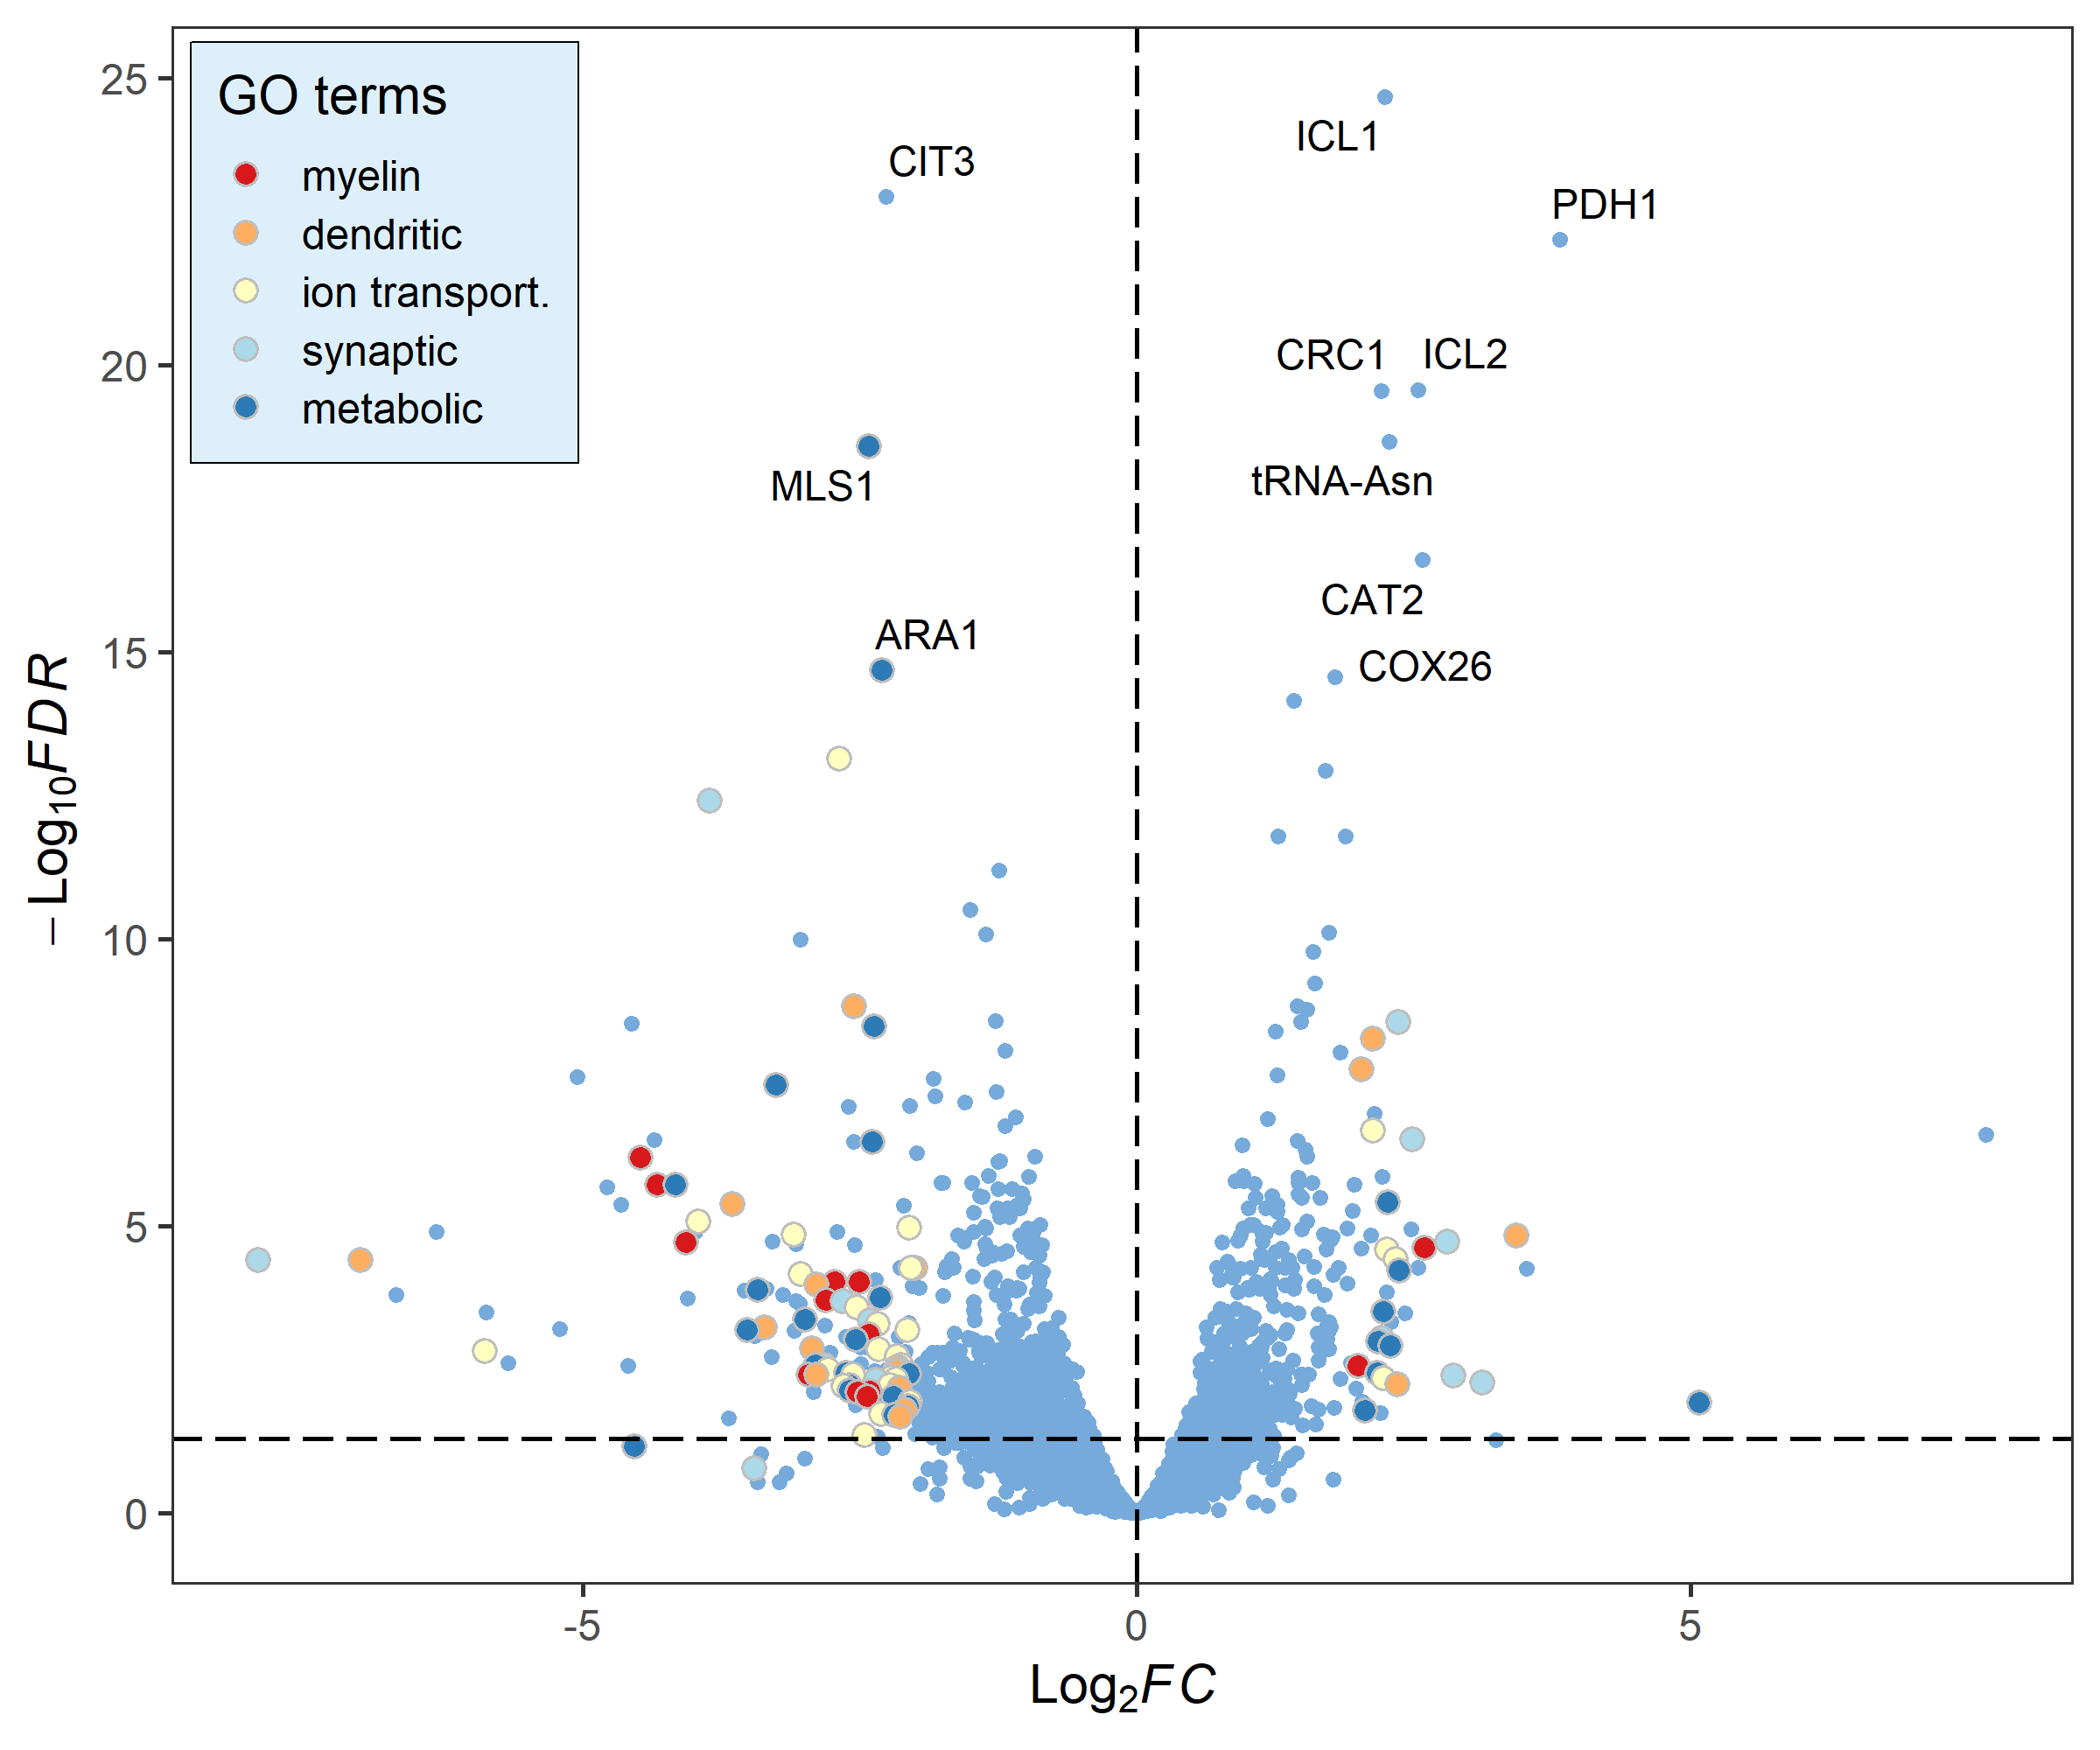 GO terms
myelin
dendritic
ion transport.
synaptic
metabolic
CIT3
ICL1
PDH1
CRC1
ICL2
MLS1
tRNA-Asn
CAT2
ARA1
COX26
25
20
15
10
5
0
−Log₁₀FDR
-5
0
5
Log₂FC